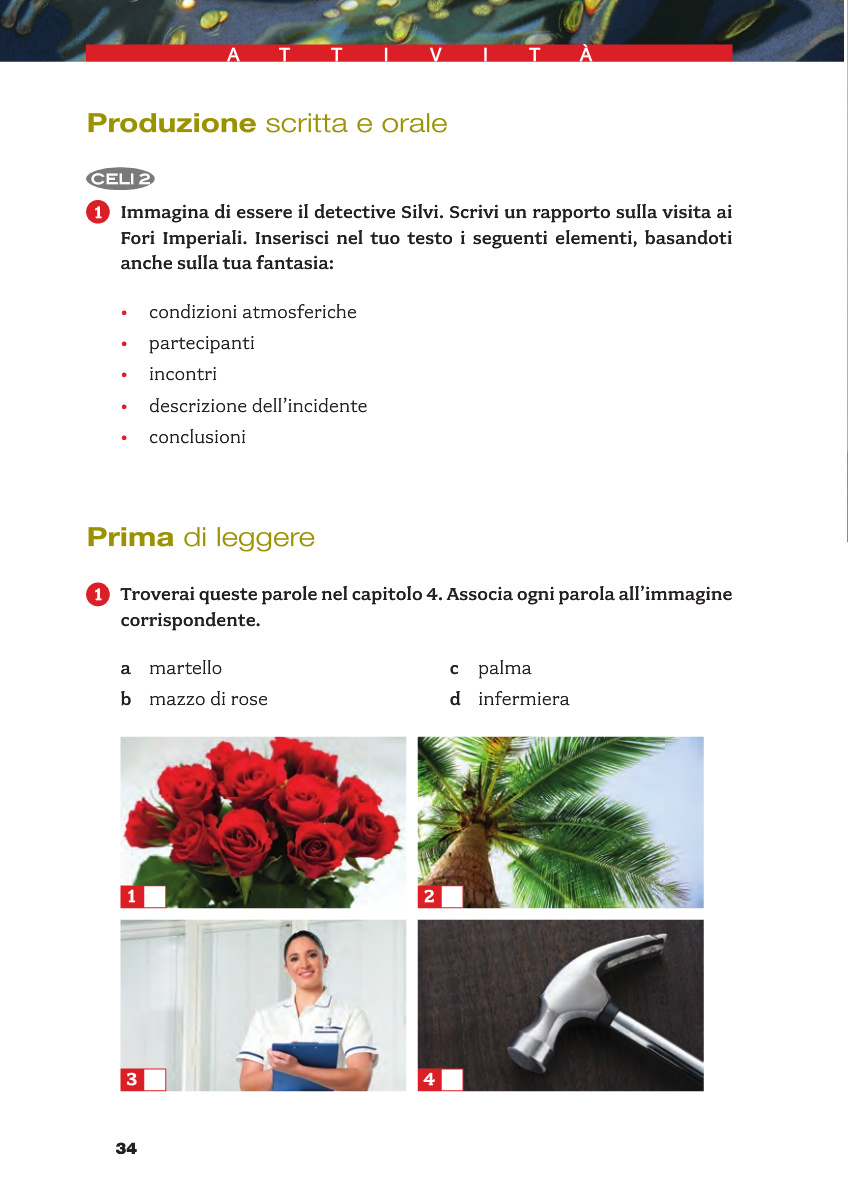 ATTIVITÀ
Produzione scritta e orale
CELI 2
1 Immagina di essere il detective Silvi. Scrivi un rapporto sulla visita ai
Fori Imperiali. Inserisci nel tuo testo i seguenti elementi, basandoti
anche sulla tua fantasia:
• condizioni atmosferiche
• partecipanti
• incontri
• descrizione dell'incidente
• conclusioni
Prima di leggere
1 Troverai queste parole nel capitolo 4. Associa ogni parola all'immagine
corrispondente.
a martello
b mazzo di rose
c palma
d infermiera
1
2
3
4
34